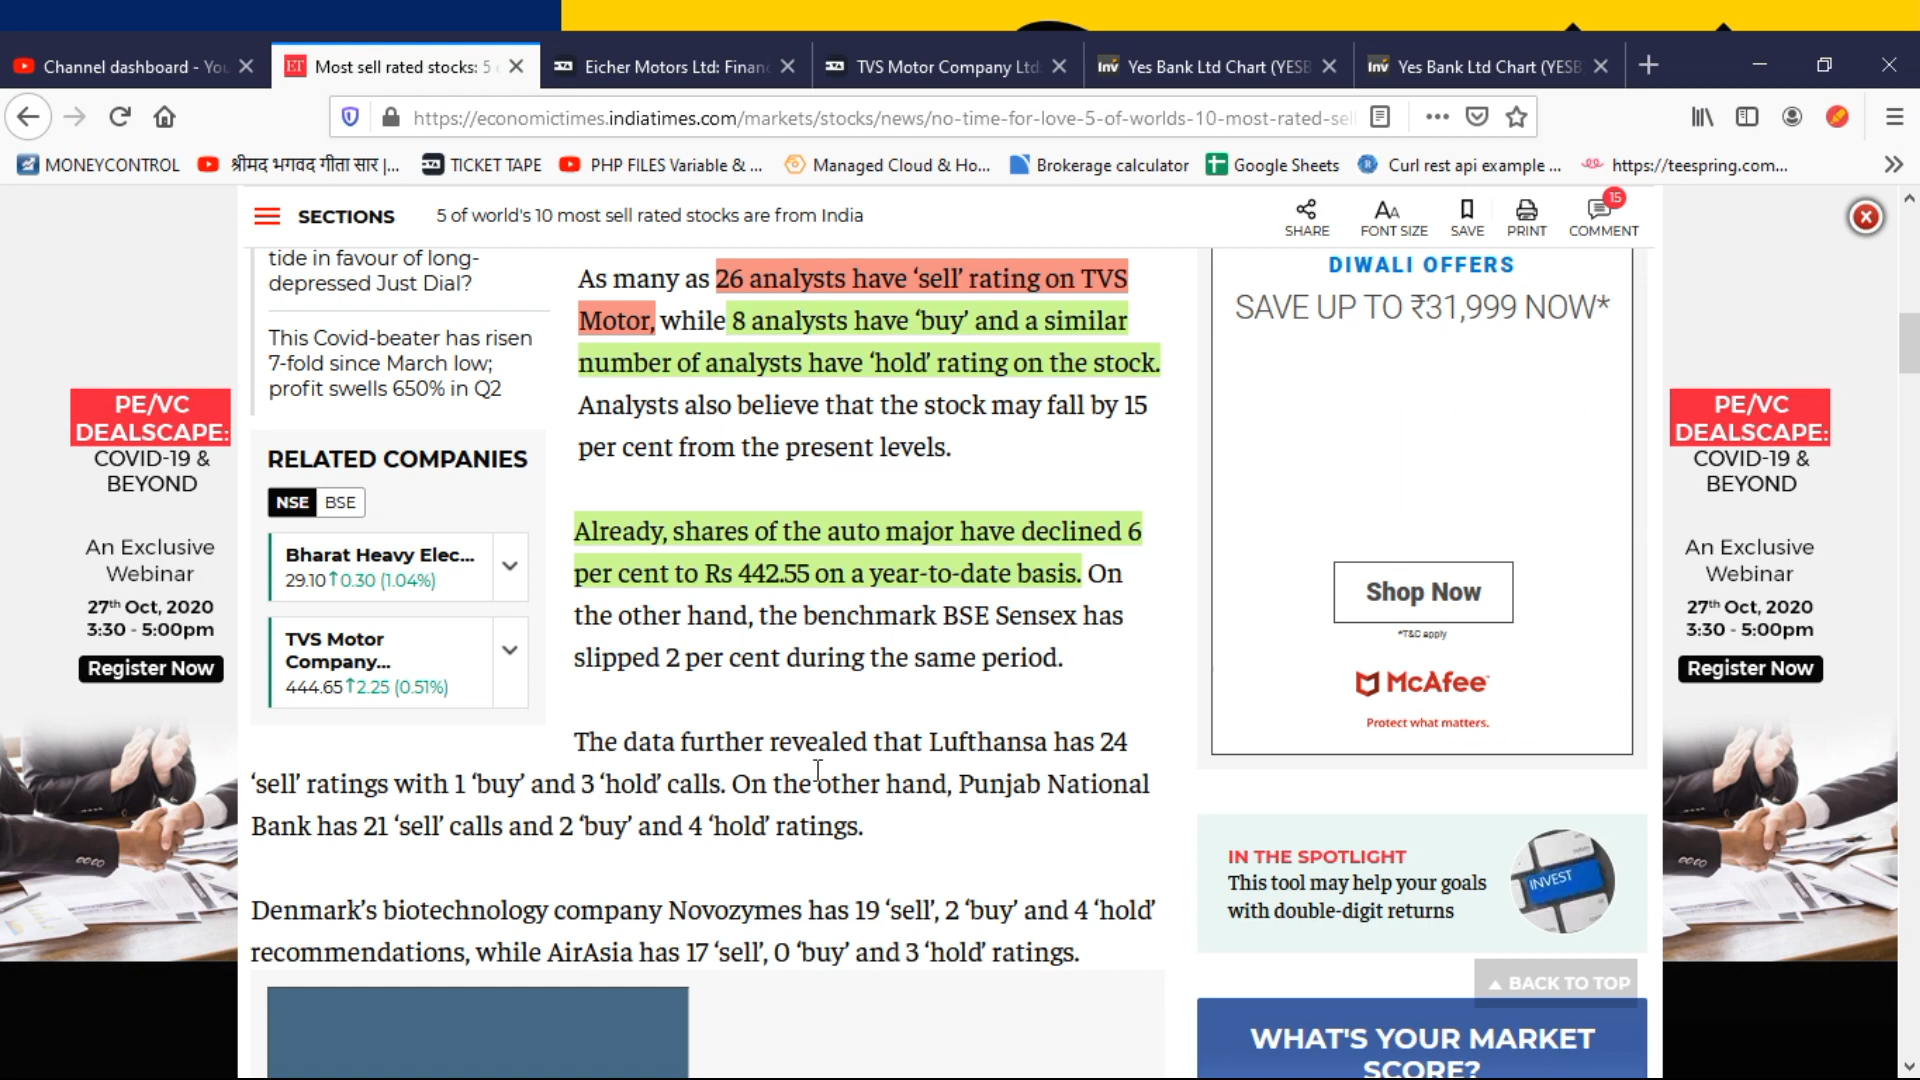 Channel dashboard - You
Most sell rated stocks: 5
Eicher Motors Ltd: Finan
TVS Motor Company Ltd
Yes Bank Ltd Chart (YESB
Yes Bank Ltd Chart (YESB
https://economictimes.indiatimes.com/markets/stocks/news/no-time-for-love-5-of-worlds-10-most-rated-sel
MONEYCONTROL
श्रीमद भगवद गीता सार |...
TICKET TAPE
PHP FILES Variable & ...
Managed Cloud & Ho...
Brokerage calculator
Google Sheets
Curl rest api example ...
https://teespring.com...
SECTIONS
5 of world's 10 most sell rated stocks are from India
SHARE
FONT SIZE
SAVE
PRINT
15
COMMENT
tide in favour of long-
depressed Just Dial?
This Covid-beater has risen
7-fold since March low;
profit swells 650% in Q2
RELATED COMPANIES
NSE BSE
Bharat Heavy Elec...
29.10↑0.30 (1.04%)
TVS Motor
Company...
444.65↑2.25 (0.51%)
As many as 26 analysts have ‘sell’ rating on TVS
Motor, while 8 analysts have ‘buy’ and a similar
number of analysts have ‘hold’ rating on the stock.
Analysts also believe that the stock may fall by 15
per cent from the present levels.
Already, shares of the auto major have declined 6
per cent to Rs 442.55 on a year-to-date basis. On
the other hand, the benchmark BSE Sensex has
slipped 2 per cent during the same period.
The data further revealed that Lufthansa has 24
‘sell’ ratings with 1 ‘buy’ and 3 ‘hold’ calls. On the other hand, Punjab National
Bank has 21 ‘sell’ calls and 2 ‘buy’ and 4 ‘hold’ ratings.
Denmark’s biotechnology company Novozymes has 19 ‘sell’, 2 ‘buy’ and 4 ‘hold’
recommendations, while AirAsia has 17 ‘sell’, 0 ‘buy’ and 3 ‘hold’ ratings.
PE/VC
DEALSCAPE:
COVID-19 &
BEYOND
An Exclusive
Webinar
27th Oct, 2020
3:30 - 5:00pm
Register Now
DIWALI OFFERS
SAVE UP TO ₹31,999 NOW*
Shop Now
*T&C apply
McAfee
Protect what matters.
IN THE SPOTLIGHT
This tool may help your goals
with double-digit returns
INVEST
BACK TO TOP
WHAT'S YOUR MARKET
SCORE?
PE/VC
DEALSCAPE:
COVID-19 &
BEYOND
An Exclusive
Webinar
27th Oct, 2020
3:30 - 5:00pm
Register Now